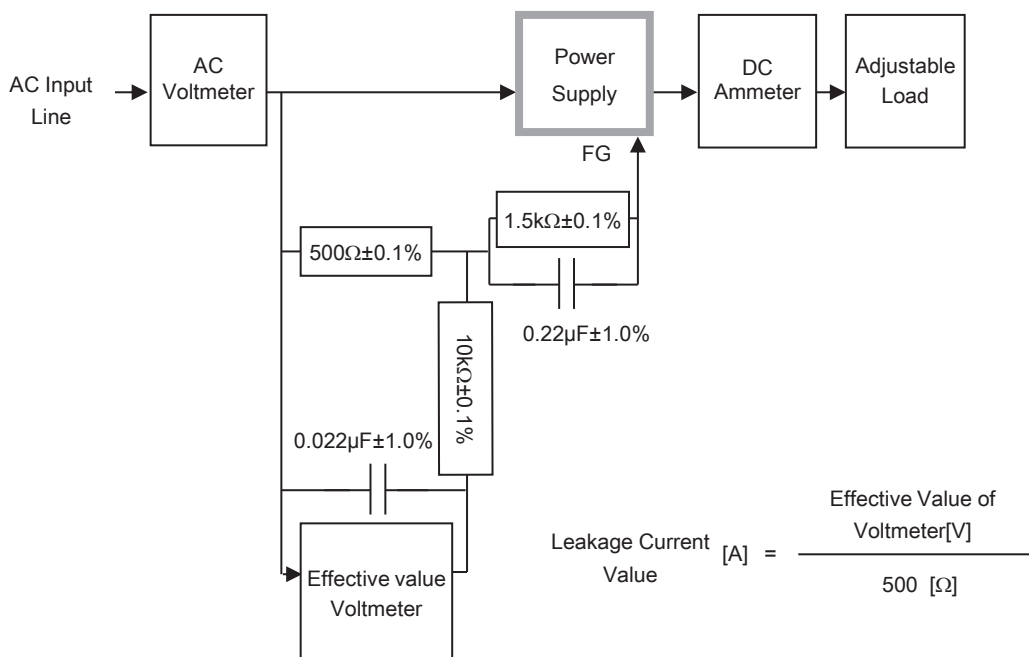 AC Input
Line
AC
Voltmeter
Power
Supply
DC
Ammeter
Adjustable
Load
FG
1.5kΩ±0.1%
500Ω±0.1%
0.22µF±1.0%
10kΩ±0.1%
0.022µF±1.0%
Effective value
Voltmeter
Leakage Current
Value
[A] =
Effective Value of
Voltmeter[V]
500 [Ω]